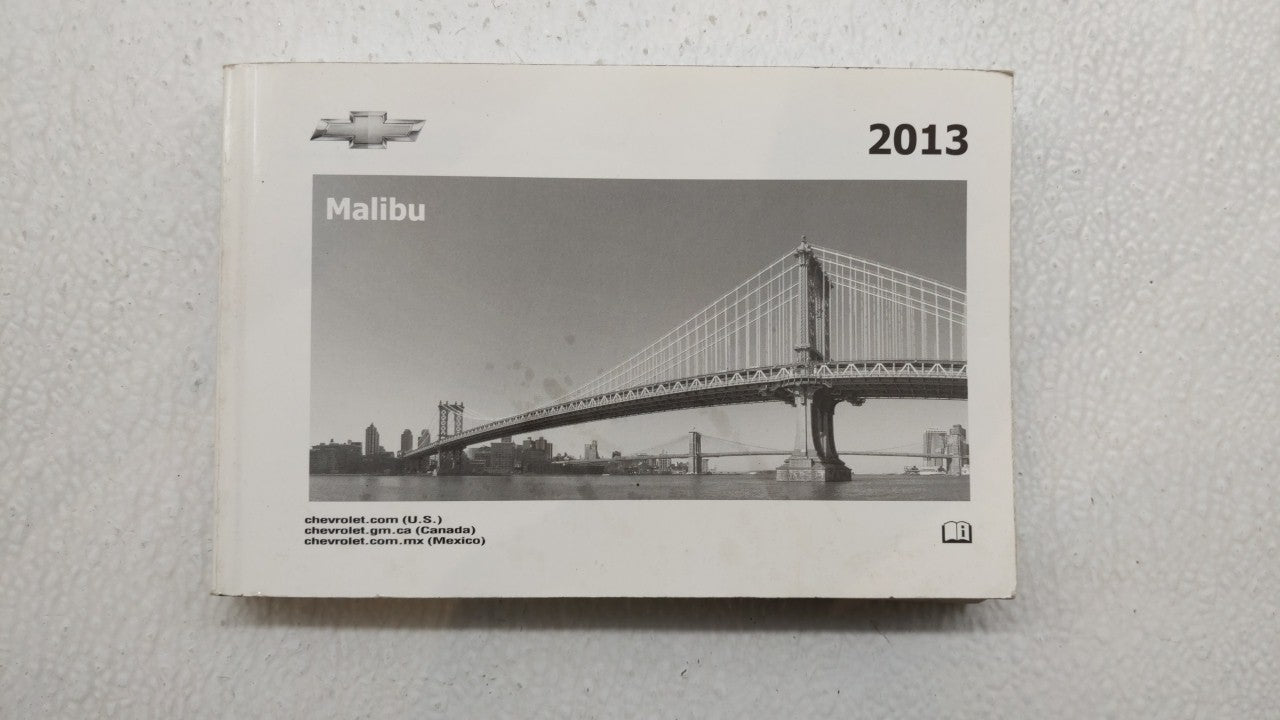 2013
Malibu
chevrolet.com (U.S.)
chevrolet.gm.ca (Canada)
chevrolet.com.mx (Mexico)
i